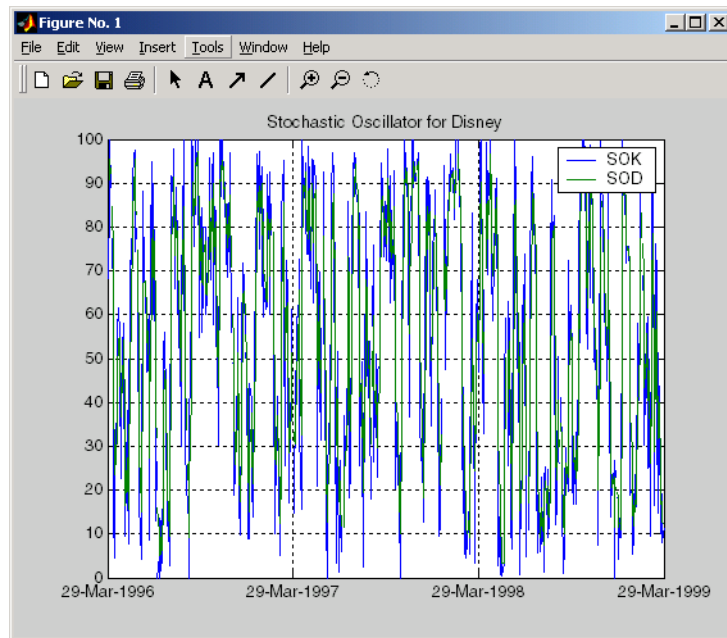 Figure No. 1
File Edit View Insert Tools Window Help
A
Stochastic Oscillator for Disney
SOK
SOD
100
90
80
70
60
50
40
30
20
10
0
29-Mar-1996 29-Mar-1997 29-Mar-1998 29-Mar-1999